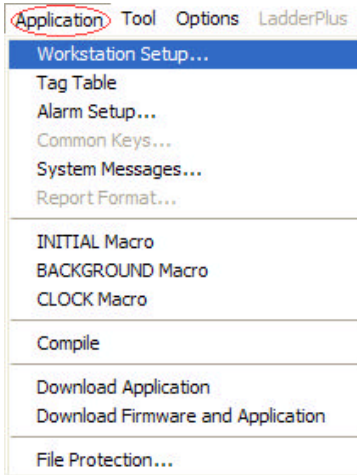 Application Tool Options LadderPlus
Workstation Setup...
Tag Table
Alarm Setup...
Common Keys...
System Messages...
Report Format...
INITIAL Macro
BACKGROUND Macro
CLOCK Macro
Compile
Download Application
Download Firmware and Application
File Protection...